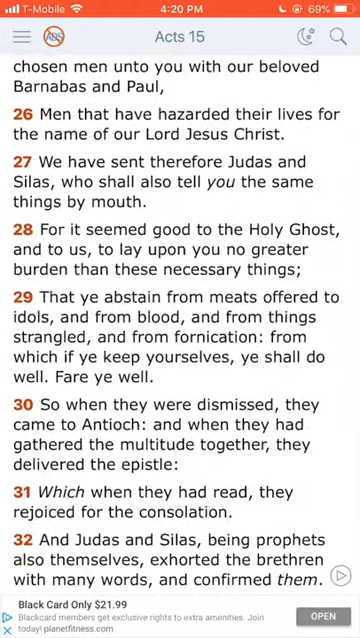 T-Mobile 4:20 PM 69%
ADS Acts 15
chosen men unto you with our beloved
Barnabas and Paul,
26 Men that have hazarded their lives for
the name of our Lord Jesus Christ.
27 We have sent therefore Judas and
Silas, who shall also tell you the same
things by mouth.
28 For it seemed good to the Holy Ghost,
and to us, to lay upon you no greater
burden than these necessary things;
29 That ye abstain from meats offered to
idols, and from blood, and from things
strangled, and from fornication: from
which if ye keep yourselves, ye shall do
well. Fare ye well.
30 So when they were dismissed, they
came to Antioch: and when they had
gathered the multitude together, they
delivered the epistle:
31 Which when they had read, they
rejoiced for the consolation.
32 And Judas and Silas, being prophets
also themselves, exhorted the brethren
with many words, and confirmed them.
Black Card Only $21.99
Blackcard members get exclusive rights to extra amenities. Join
today! planetfitness.com
OPEN